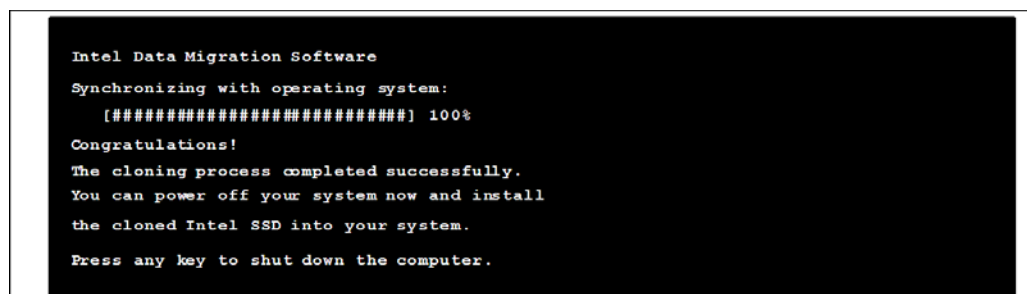 Intel Data Migration Software
Synchronizing with operating system:
[###########################] 100%
Congratulations!
The cloning process completed successfully.
You can power off your system now and install
the cloned Intel SSD into your system.
Press any key to shut down the computer.